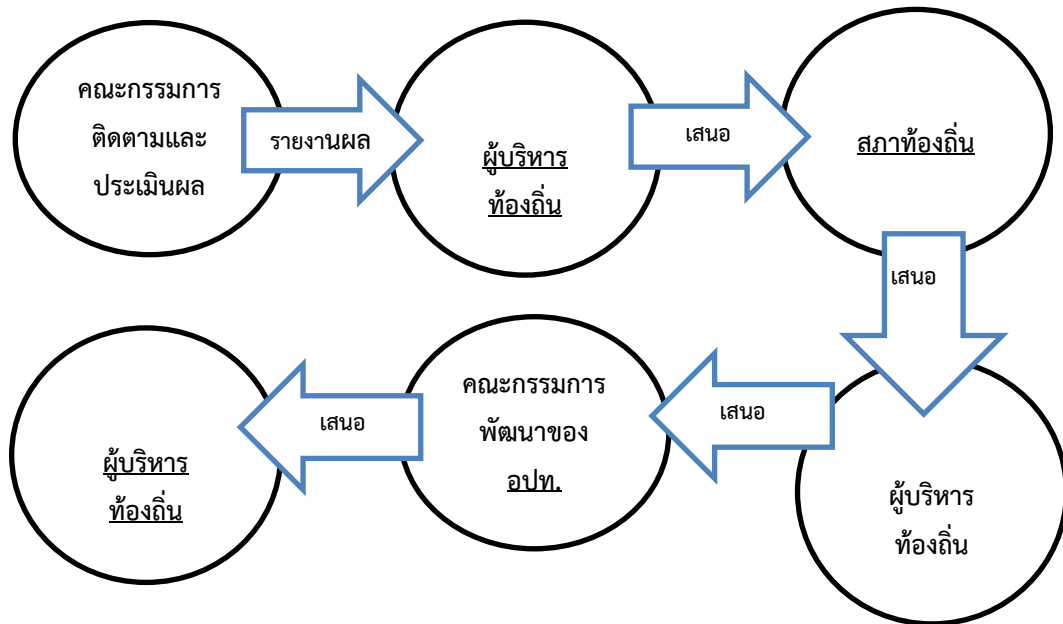 คณะกรรมการ
ติดตามและ
ประเมินผล
รายงานผล
ผู้บริหาร
ท้องถิ่น
เสนอ
สภาท้องถิ่น
เสนอ
ผู้บริหาร
ท้องถิ่น
เสนอ
คณะกรรมการ
พัฒนาของ
อปท.
เสนอ
ผู้บริหาร
ท้องถิ่น